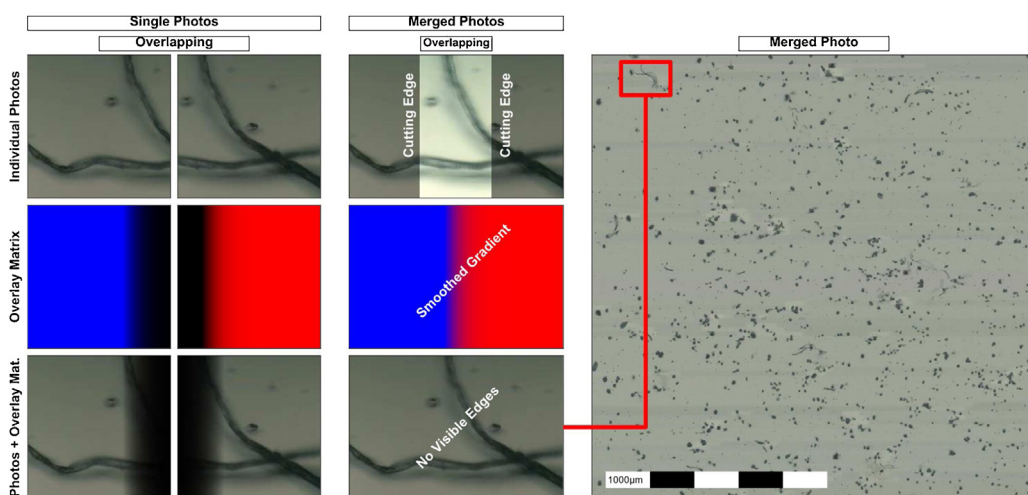 Single Photos
Merged Photos
Overlapping
Overlapping
Merged Photo
Individual Photos
Cutting Edge
Cutting Edge
Overlay Matrix
Smoothed Gradient
Photos + Overlay Mat.
No Visible Edges
1000µm